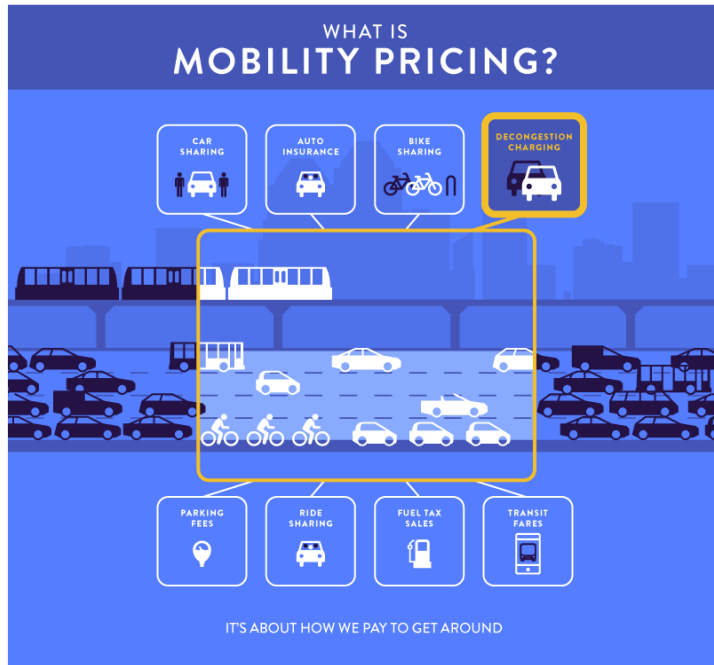 WHAT IS
MOBILITY PRICING?
CAR
SHARING
AUTO
INSURANCE
BIKE
SHARING
DECONGESTION
CHARGING
PARKING
FEES
RIDE
SHARING
FUEL TAX
SALES
TRANSIT
FARES
IT'S ABOUT HOW WE PAY TO GET AROUND